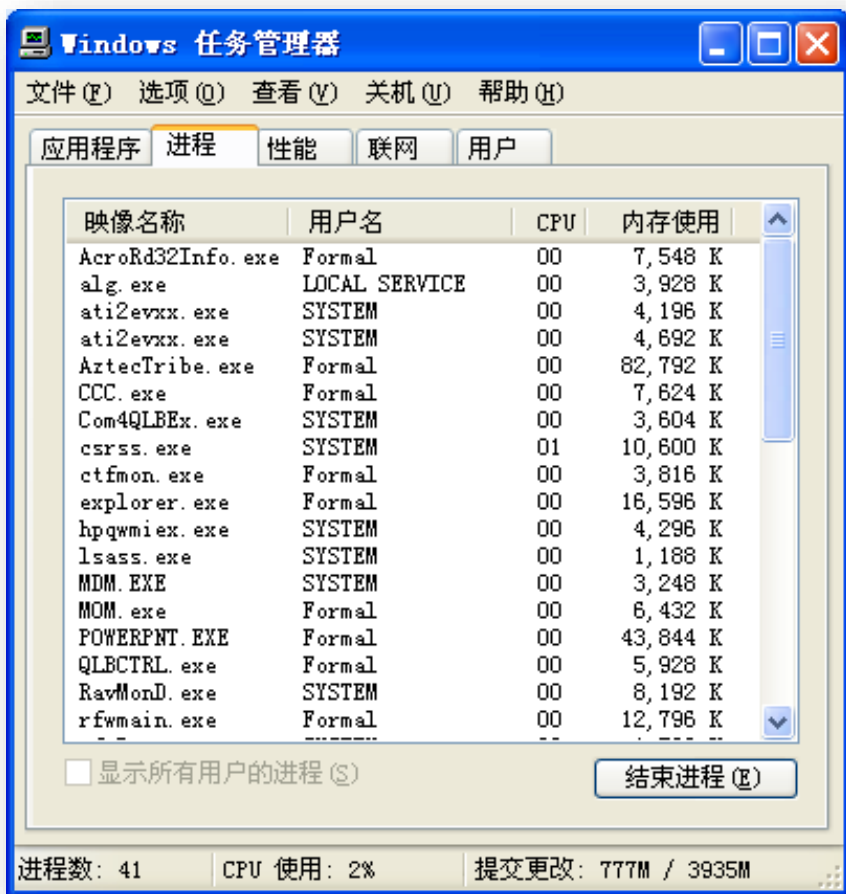 Windows 任务管理器
文件(F) 选项(O) 查看(V) 关机(U) 帮助(H)
应用程序 进程 性能 联网 用户
映像名称 用户名 CPU 内存使用
AcroRd32Info.exe Formal 00 7,548 K
alg.exe LOCAL SERVICE 00 3,928 K
ati2evxx.exe SYSTEM 00 4,196 K
ati2evxx.exe SYSTEM 00 4,692 K
AztecTribe.exe Formal 00 82,792 K
CCC.exe Formal 00 7,624 K
Com4QLBEx.exe SYSTEM 00 3,604 K
csrss.exe SYSTEM 01 10,600 K
ctfmon.exe Formal 00 3,816 K
explorer.exe Formal 00 16,596 K
hpqwmiex.exe SYSTEM 00 4,296 K
lsass.exe SYSTEM 00 1,188 K
MDM.EXE SYSTEM 00 3,248 K
MOM.exe Formal 00 6,432 K
POWERPNT.EXE Formal 00 43,844 K
QLBCTRL.exe Formal 00 5,928 K
RavMonD.exe SYSTEM 00 8,192 K
rfwmain.exe Formal 00 12,796 K
显示所有用户的进程(S) 结束进程(E)
进程数: 41 CPU 使用: 2% 提交更改: 777M / 3935M